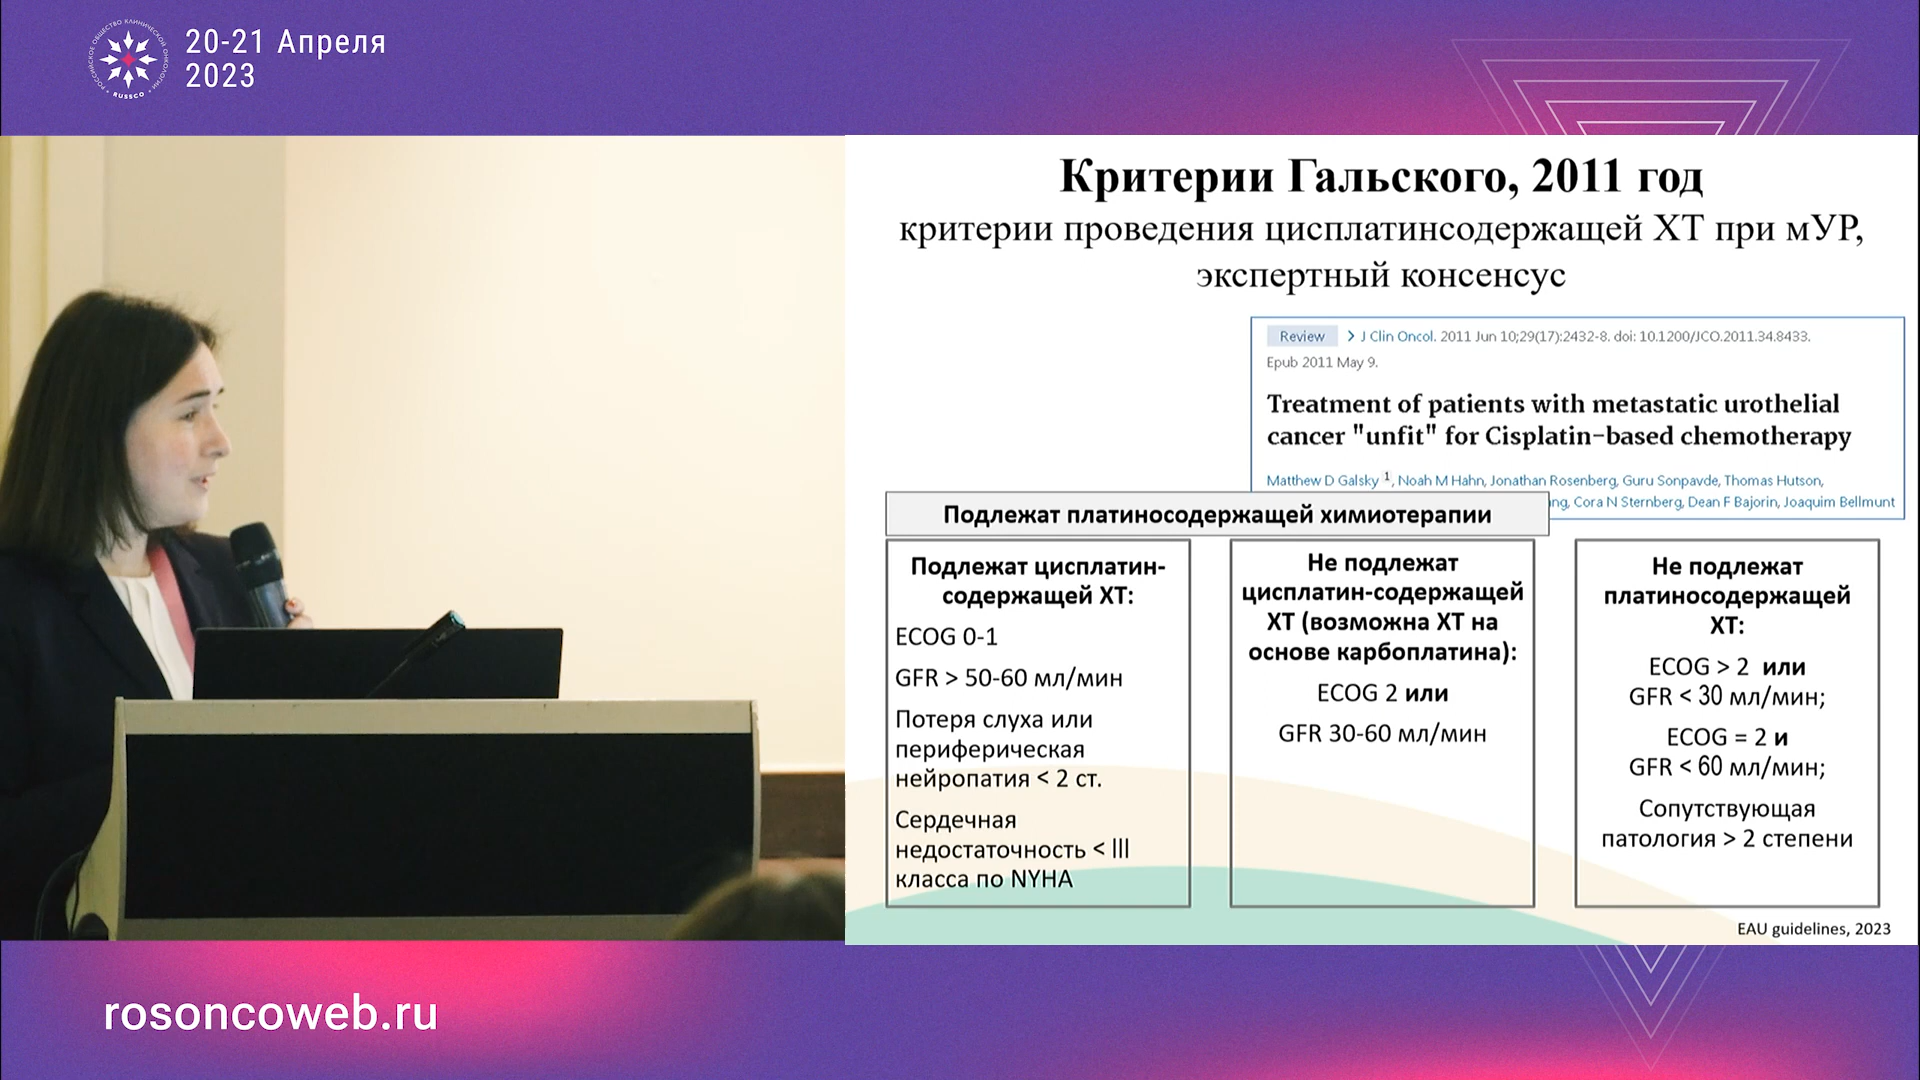 РОССИЙСКОЕ ОБЩЕСТВО КЛИНИЧЕСКОЙ ОНКОЛОГИИ
RUSSCO
20-21 Апреля
2023
Критерии Гальского, 2011 год
критерии проведения цисплатинсодержащей ХТ при мУР,
экспертный консенсус
Review > J Clin Oncol. 2011 Jun 10;29(17):2432-8. doi: 10.1200/JCO.2011.34.8433.
Epub 2011 May 9.
Treatment of patients with metastatic urothelial
cancer "unfit" for Cisplatin-based chemotherapy
Matthew D Galsky 1, Noah M Hahn, Jonathan Rosenberg, Guru Sonpavde, Thomas Hutson,
Cora N Sternberg, Dean F Bajorin, Joaquim Bellmunt
Подлежат платиносодержащей химиотерапии
Подлежат цисплатин-
содержащей ХТ:
ECOG 0-1
GFR > 50-60 мл/мин
Потеря слуха или
периферическая
нейропатия < 2 ст.
Сердечная
недостаточность < III
класса по NYHA
Не подлежат
цисплатин-содержащей
ХТ (возможна ХТ на
основе карбоплатина):
ECOG 2 или
GFR 30-60 мл/мин
Не подлежат
платиносодержащей
ХТ:
ECOG > 2 или
GFR < 30 мл/мин;
ECOG = 2 и
GFR < 60 мл/мин;
Сопутствующая
патология > 2 степени
EAU guidelines, 2023
rosoncoweb.ru